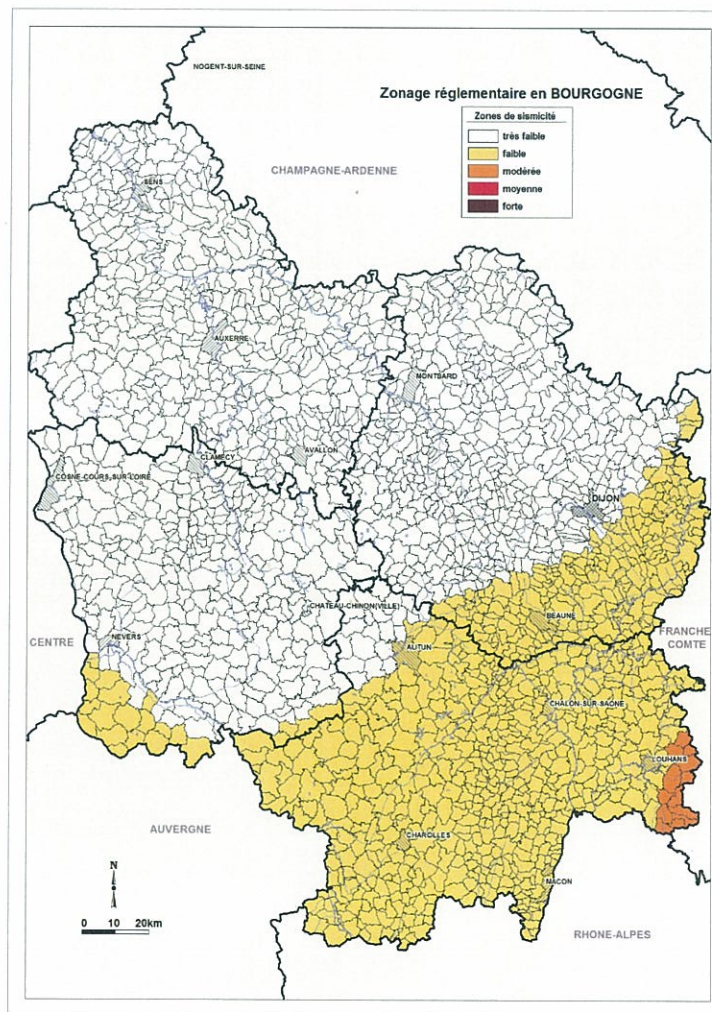 NOGENT-SUR-SEINE
Zonage réglementaire en BOURGOGNE
Zones de sismicité
très faible
faible
modérée
moyenne
forte
CHAMPAGNE-ARDENNE
SENS
AUXERRE
MONTBARD
AVALLON
CLAMECY
COSNE-COURS-SUR-LOIRE
DIJON
CHATEAU-CHINON(VILLE)
BEAUNE
NEVERS
CENTRE
AUTUN
FRANCHE
COMTE
CHALON-SUR-SAONE
LOUHANS
AUVERGNE
CHAROLLES
MACON
N
0 10 20km
RHONE-ALPES